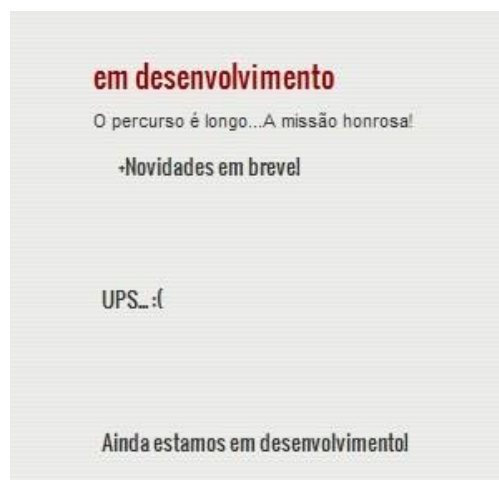 em desenvolvimento
O percurso é longo...A missão honrosa!
+Novidades em breve!
UPS... :(
Ainda estamos em desenvolvimento!